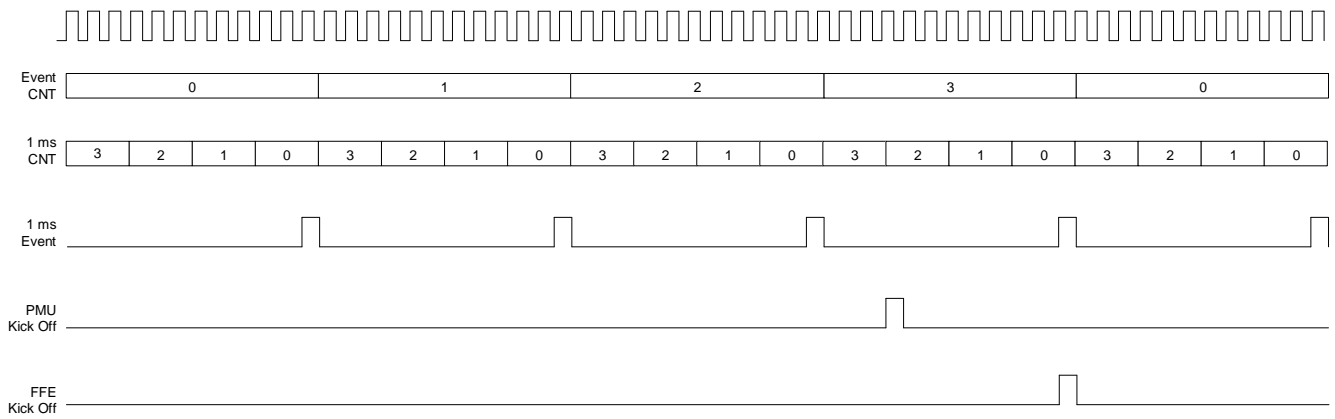 Event
CNT
0 1 2 3 0
1 ms
CNT
3 2 1 0 3 2 1 0 3 2 1 0 3 2 1 0 3 2 1 0
1 ms
Event
PMU
Kick Off
FFE
Kick Off